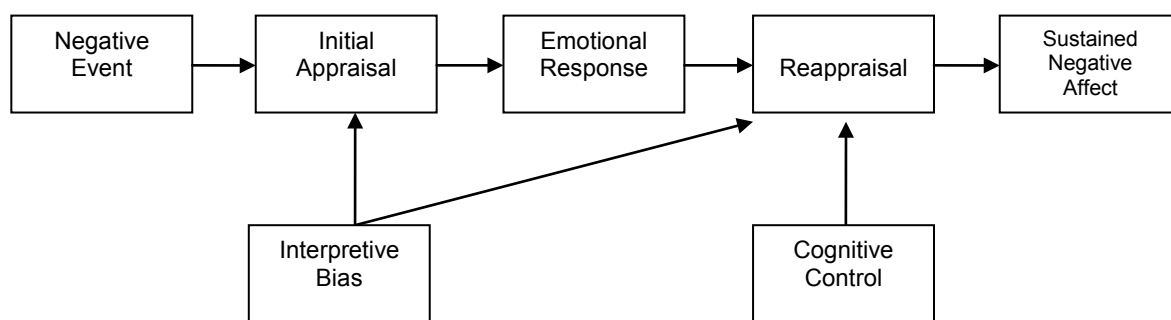 Negative
Event
Initial
Appraisal
Emotional
Response
Reappraisal
Sustained
Negative
Affect
Interpretive
Bias
Cognitive
Control